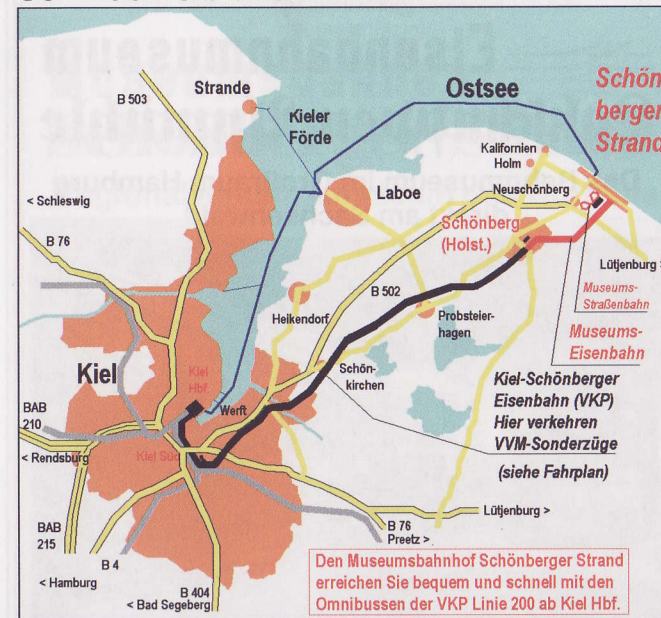 B 503
Strande
Kieler
Förde
Ostsee
Schön-
berger
Strand
Kalifornien
Holm
< Schleswig
Laboe
Neuschönberg
Schönberg
(Holst.)
B 76
Lütjenburg >
B 502
Museums-
Straßenbahn
Heikendorf
Probsteier-
hagen
Museums-
Eisenbahn
Kiel
Kiel
Hbf.
Schön-
kirchen
Kiel-Schönberger
Eisenbahn (VKP)
Hier verkehren
VVM-Sonderzüge
(siehe Fahrplan)
BAB
210
Werft
< Rendsburg
Kiel Süd
Lütjenburg >
BAB
215
B 76
Preetz >
B 4
< Hamburg
B 404
< Bad Segeberg
Den Museumsbahnhof Schönberger Strand
erreichen Sie bequem und schnell mit den
Omnibussen der VKP Linie 200 ab Kiel Hbf.